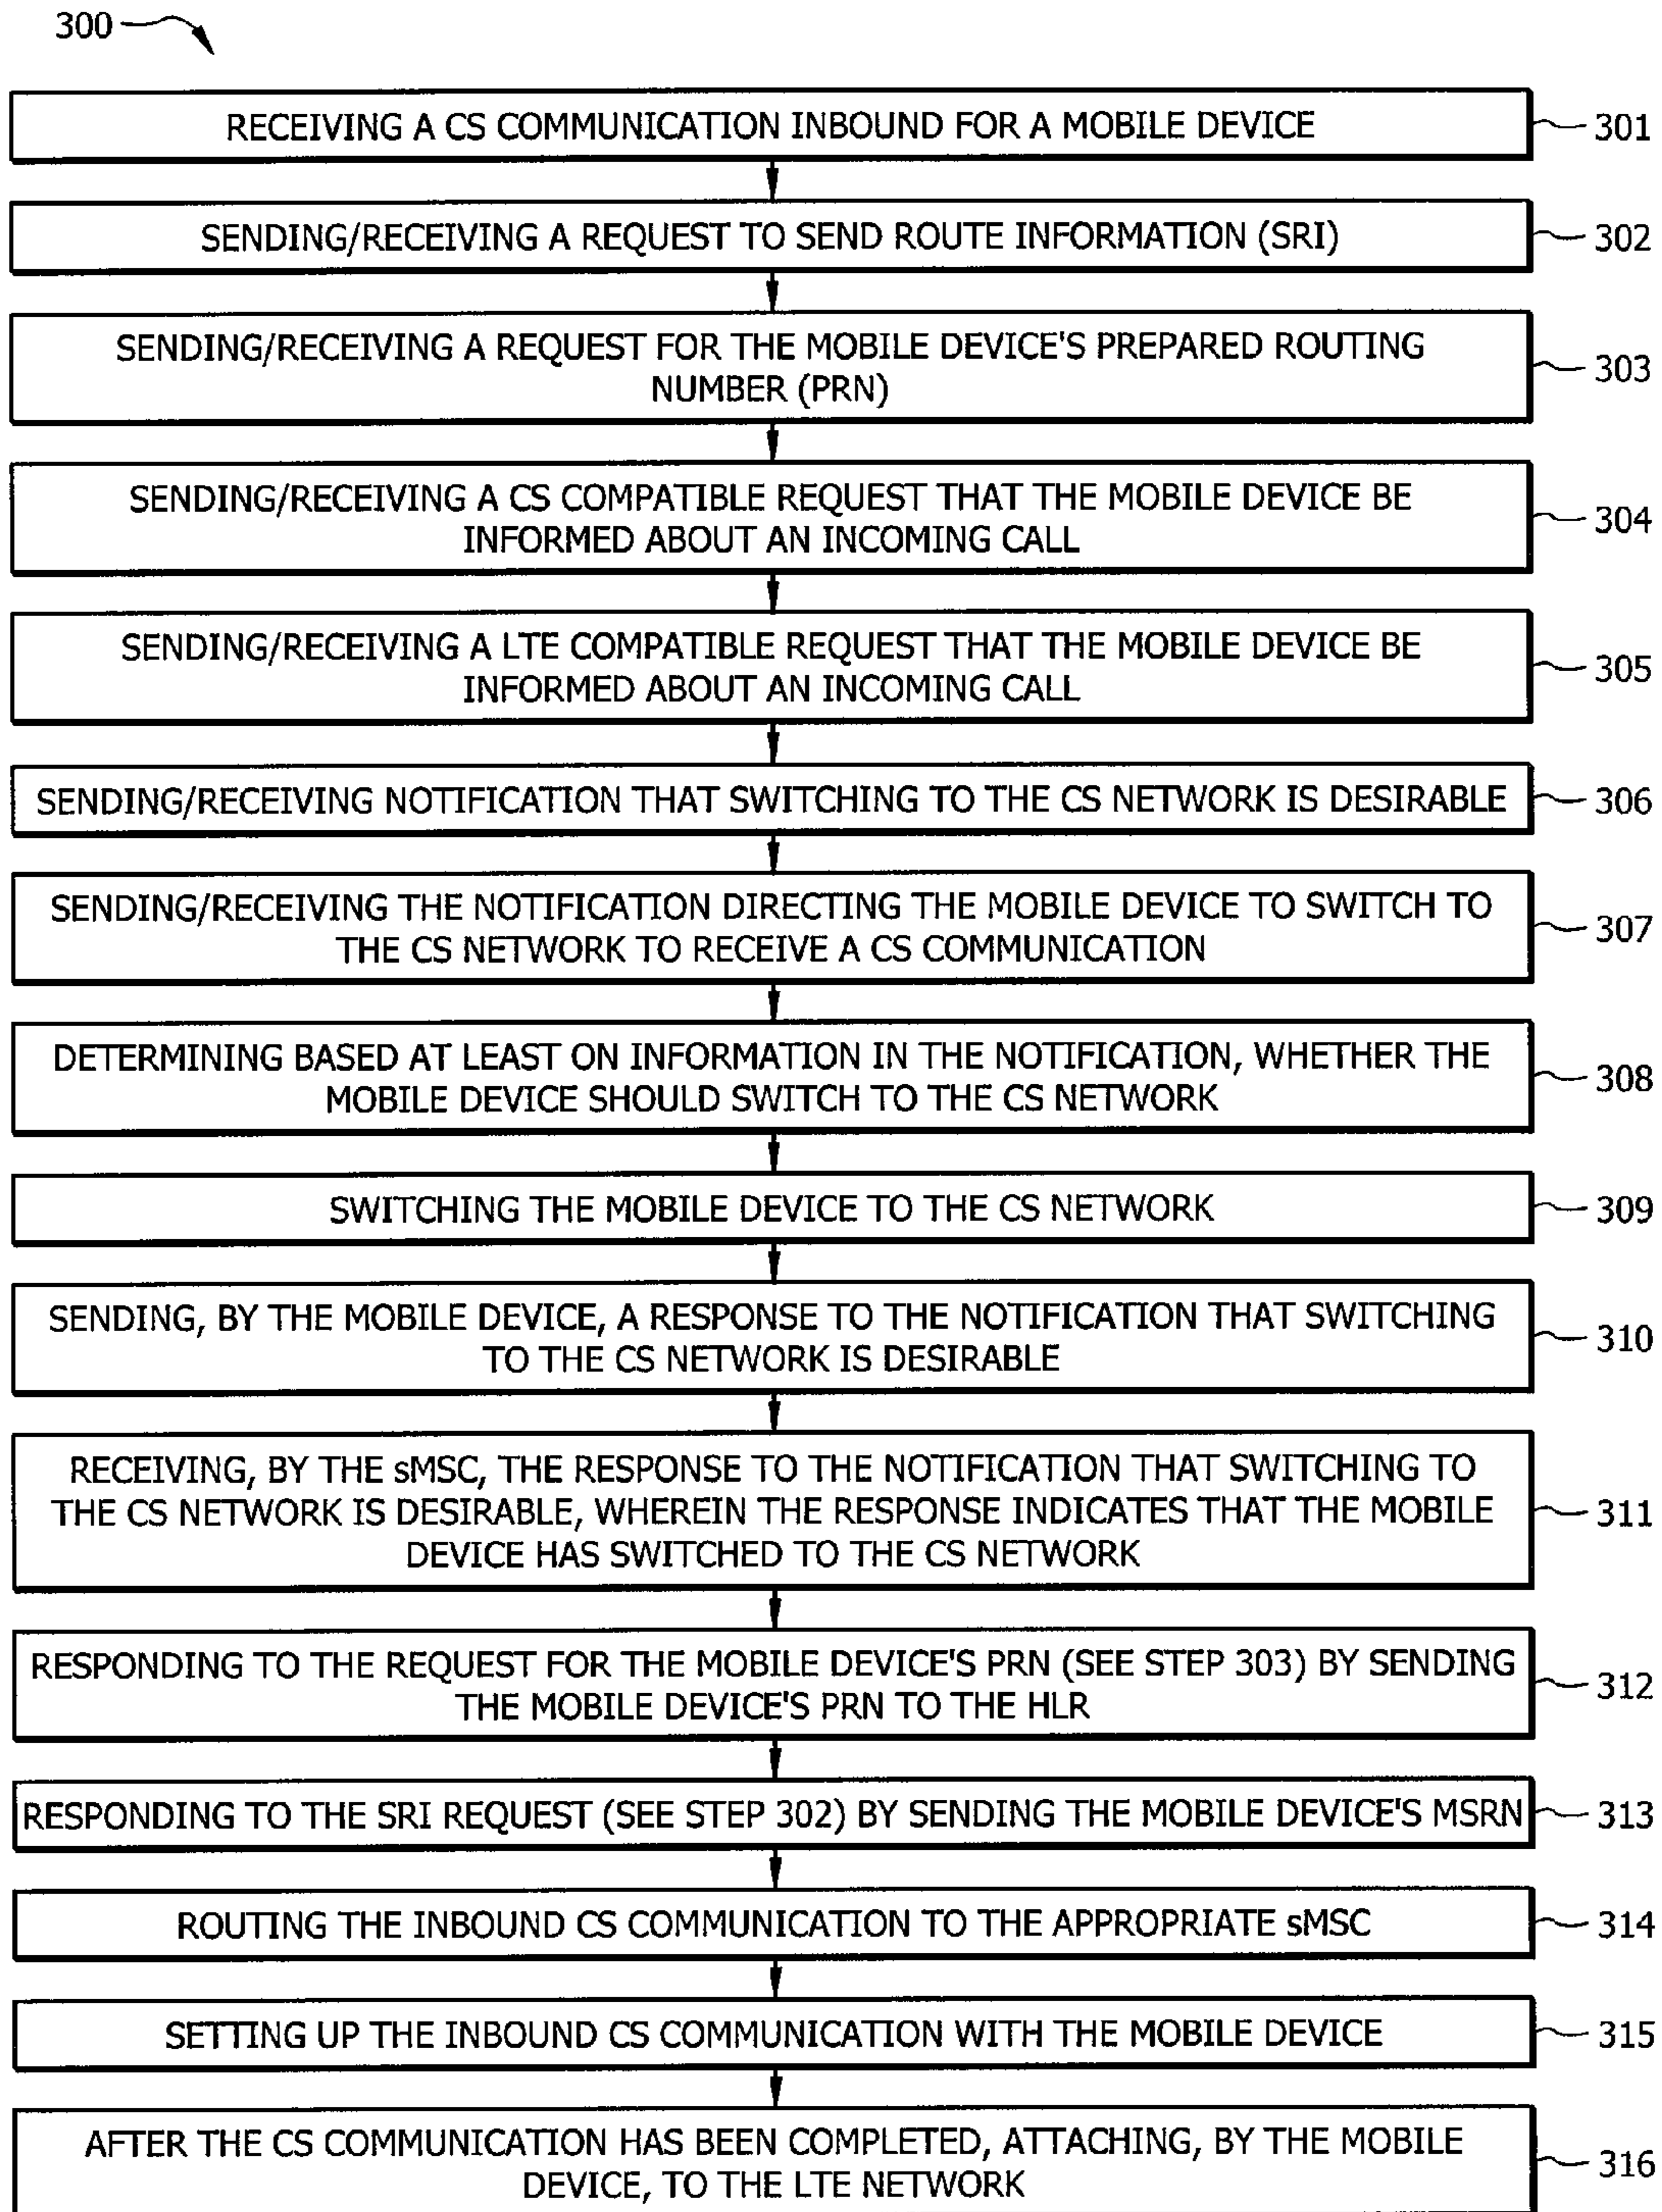 300
RECEIVING A CS COMMUNICATION INBOUND FOR A MOBILE DEVICE
301
SENDING/RECEIVING A REQUEST TO SEND ROUTE INFORMATION (SRI)
302
SENDING/RECEIVING A REQUEST FOR THE MOBILE DEVICE'S PREPARED ROUTING
NUMBER (PRN)
303
SENDING/RECEIVING A CS COMPATIBLE REQUEST THAT THE MOBILE DEVICE BE
INFORMED ABOUT AN INCOMING CALL
304
SENDING/RECEIVING A LTE COMPATIBLE REQUEST THAT THE MOBILE DEVICE BE
INFORMED ABOUT AN INCOMING CALL
305
SENDING/RECEIVING NOTIFICATION THAT SWITCHING TO THE CS NETWORK IS DESIRABLE
306
SENDING/RECEIVING THE NOTIFICATION DIRECTING THE MOBILE DEVICE TO SWITCH TO
THE CS NETWORK TO RECEIVE A CS COMMUNICATION
307
DETERMINING BASED AT LEAST ON INFORMATION IN THE NOTIFICATION, WHETHER THE
MOBILE DEVICE SHOULD SWITCH TO THE CS NETWORK
308
SWITCHING THE MOBILE DEVICE TO THE CS NETWORK
309
SENDING, BY THE MOBILE DEVICE, A RESPONSE TO THE NOTIFICATION THAT SWITCHING
TO THE CS NETWORK IS DESIRABLE
310
RECEIVING, BY THE sMSC, THE RESPONSE TO THE NOTIFICATION THAT SWITCHING TO
THE CS NETWORK IS DESIRABLE, WHEREIN THE RESPONSE INDICATES THAT THE MOBILE
DEVICE HAS SWITCHED TO THE CS NETWORK
311
RESPONDING TO THE REQUEST FOR THE MOBILE DEVICE'S PRN (SEE STEP 303) BY SENDING
THE MOBILE DEVICE'S PRN TO THE HLR
312
RESPONDING TO THE SRI REQUEST (SEE STEP 302) BY SENDING THE MOBILE DEVICE'S MSRN
313
ROUTING THE INBOUND CS COMMUNICATION TO THE APPROPRIATE sMSC
314
SETTING UP THE INBOUND CS COMMUNICATION WITH THE MOBILE DEVICE
315
AFTER THE CS COMMUNICATION HAS BEEN COMPLETED, ATTACHING, BY THE MOBILE
DEVICE, TO THE LTE NETWORK
316